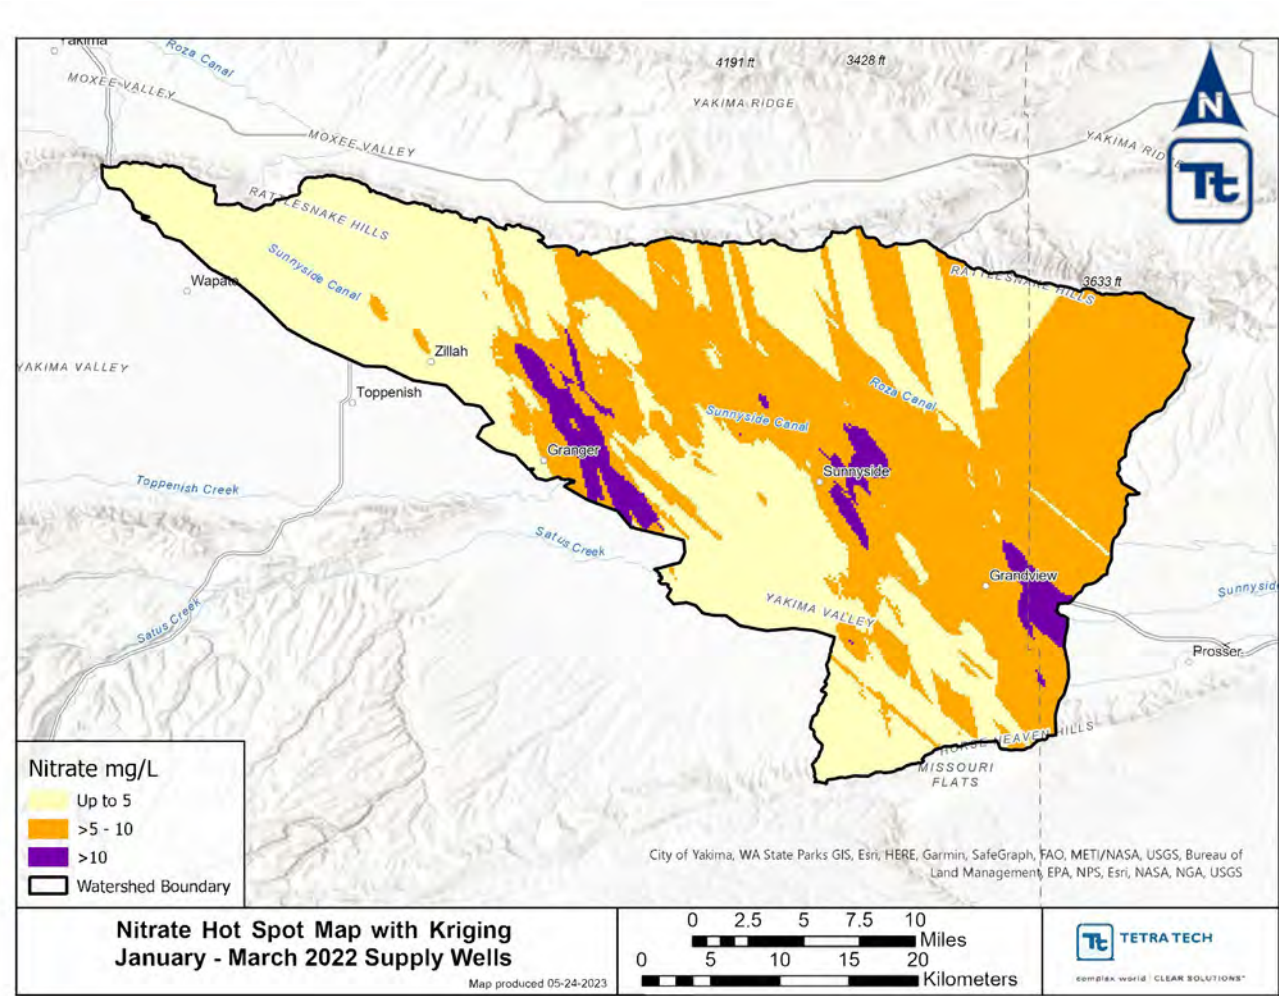 Yakima
Roza Canal
4191 ft
3428 ft
MOXEE VALLEY
YAKIMA RIDGE
N
MOXEE VALLEY
YAKIMA RIDGE
Tt
RATTLESNAKE HILLS
Sunnyside Canal
Wapato
RATTLESNAKE HILLS
3633 ft
Zillah
YAKIMA VALLEY
Toppenish
Roza Canal
Sunnyside Canal
Granger
Sunnyside
Toppenish Creek
Satus Creek
Grandview
Sunnyside
YAKIMA VALLEY
Satus Creek
Prosser
HORSE HEAVEN HILLS
MISSOURI
FLATS
Nitrate mg/L
Up to 5
>5 - 10
>10
Watershed Boundary
City of Yakima, WA State Parks GIS, Esri, HERE, Garmin, SafeGraph, FAO, METI/NASA, USGS, Bureau of
Land Management, EPA, NPS, Esri, NASA, NGA, USGS
Nitrate Hot Spot Map with Kriging
January - March 2022 Supply Wells
Map produced 05-24-2023
0 2.5 5 7.5 10
Miles
0 5 10 15 20
Kilometers
Tt TETRA TECH
complex world | CLEAR SOLUTIONS™